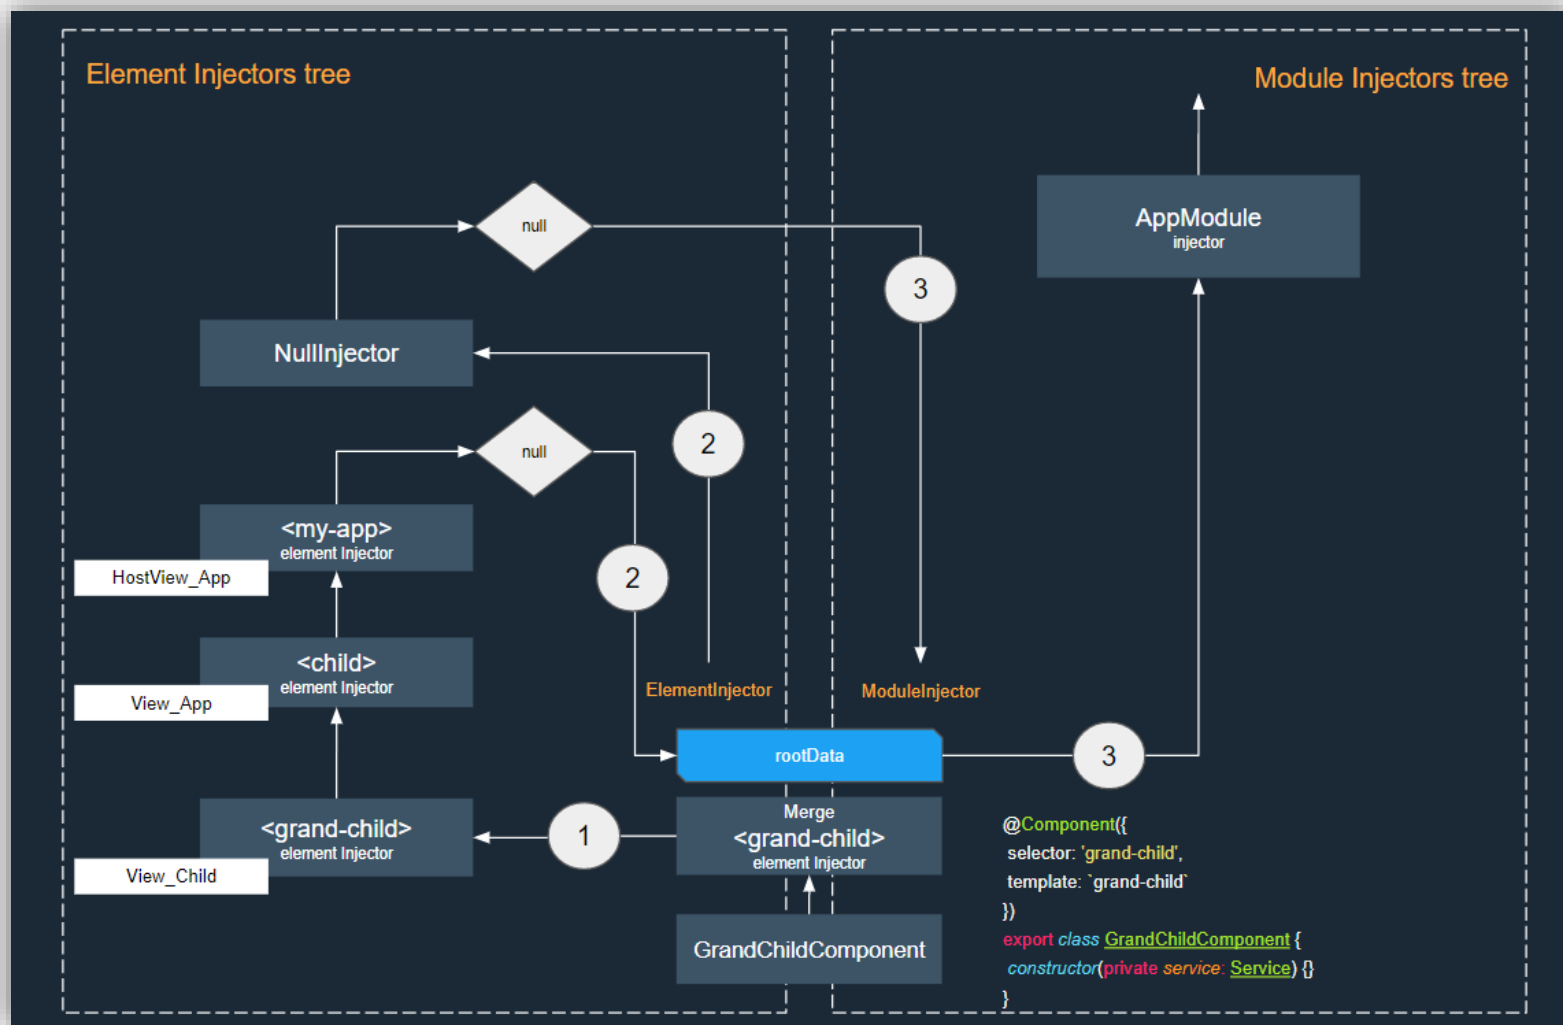 Element Injectors tree
Module Injectors tree
null
AppModule
injector
3
NullInjector
2
null
<my-app>
element Injector
HostView_App
2
<child>
element Injector
View_App
ElementInjector
ModuleInjector
rootData
3
<grand-child>
element Injector
View_Child
1
Merge
<grand-child>
element Injector
GrandChildComponent
@Component({
selector: 'grand-child',
template: `grand-child`
})
export class GrandChildComponent {
constructor(private service: Service) {}
}